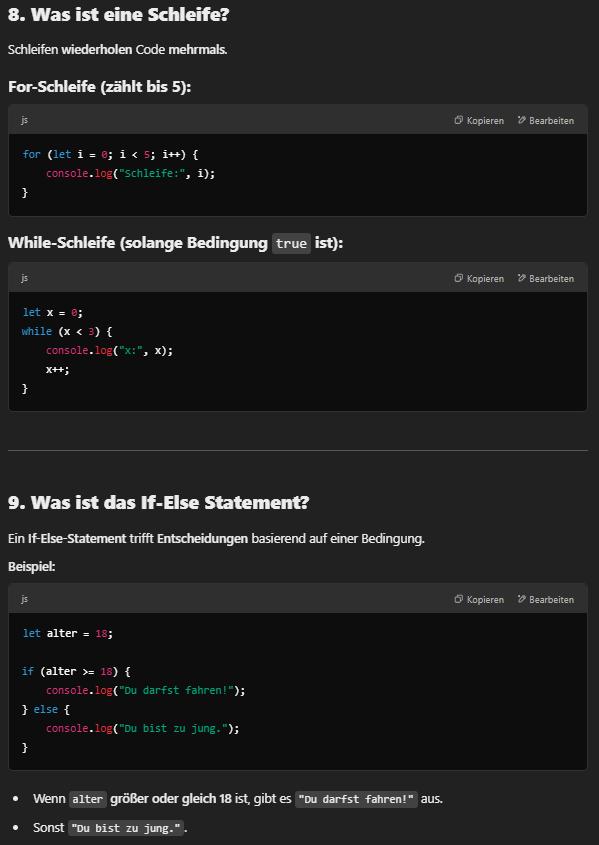 8. Was ist eine Schleife?
Schleifen wiederholen Code mehrmals.
For-Schleife (zählt bis 5):
js Kopieren Bearbeiten
for (let i = 0; i < 5; i++) {
    console.log("Schleife:", i);
}
While-Schleife (solange Bedingung true ist):
js Kopieren Bearbeiten
let x = 0;
while (x < 3) {
    console.log("x:", x);
    x++;
}
9. Was ist das If-Else Statement?
Ein If-Else-Statement trifft Entscheidungen basierend auf einer Bedingung.
Beispiel:
js Kopieren Bearbeiten
let alter = 18;
if (alter >= 18) {
    console.log("Du darfst fahren!");
} else {
    console.log("Du bist zu jung.");
}
• Wenn alter größer oder gleich 18 ist, gibt es "Du darfst fahren!" aus.
• Sonst "Du bist zu jung.".